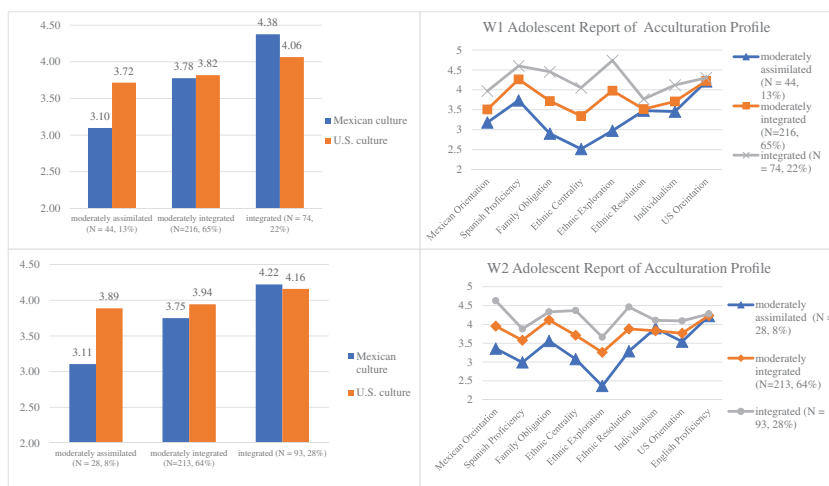 4.50
4.00
3.50
3.00
2.50
2.00
3.10
3.72
3.78
3.82
4.38
4.06
moderately assimilated
(N = 44, 13%)
moderately integrated
(N=216, 65%)
integrated (N = 74,
22%)
Mexican culture
U.S. culture
W1 Adolescent Report of Acculturation Profile
5
4.5
4
3.5
3
2.5
2
Mexican Orientation
Spanish Proficiency
Family Obligation
Ethnic Centrality
Ethnic Exploration
Ethnic Resolution
Individualism
US Orientation
moderately
assimilated
(N = 44,
13%)
moderately
integrated
(N=216,
65%)
integrated (N
= 74, 22%)
4.50
4.00
3.50
3.00
2.50
2.00
3.11
3.89
3.75
3.94
4.22
4.16
moderately assimilated
(N = 28, 8%)
moderately integrated
(N=213, 64%)
integrated (N = 93, 28%)
Mexican
culture
U.S. culture
W2 Adolescent Report of Acculturation Profile
5
4.5
4
3.5
3
2.5
2
Mexican Orientation
Spanish Proficiency
Family Obligation
Ethnic Centrality
Ethnic Exploration
Ethnic Resolution
Individualism
US Orientation
English Proficiency
moderately
assimilated (N =
28, 8%)
moderately
integrated
(N=213, 64%)
integrated (N =
93, 28%)